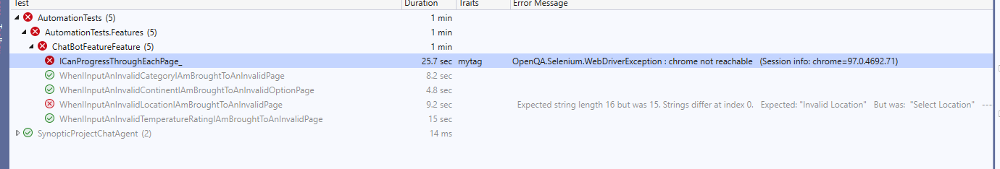 Test Duration Traits Error Message
AutomationTests (5) 1 min
AutomationTests.Features (5) 1 min
ChatBotFeatureFeature (5) 1 min
ICanProgressThroughEachPage_ 25.7 sec mytag OpenQA.Selenium.WebDriverException : chrome not reachable (Session info: chrome=97.0.4692.71)
WhenIInputAnInvalidCategoryIAmBroughtToAnInvalidPage 8.2 sec
WhenIInputAnInvalidContinentIAmBroughtToAnInvalidOptionPage 4.8 sec
WhenIInputAnInvalidLocationIAmBroughtToAnInvalidPage 9.2 sec Expected string length 16 but was 15. Strings differ at index 0. Expected: "Invalid Location" But was: "Select Location" ----
WhenIInputAnInvalidTemperatureRatingIAmBroughtToAnInvalidPage 15 sec
SynopticProjectChatAgent (2) 14 ms